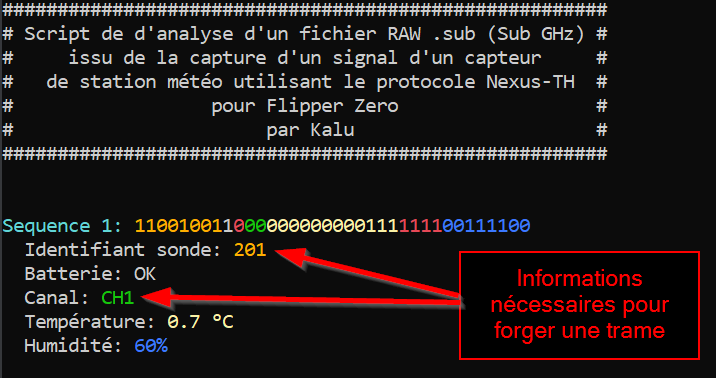 #######################################################
# Script de d'analyse d'un fichier RAW .sub (Sub GHz) #
# issu de la capture d'un signal d'un capteur #
# de station météo utilisant le protocole Nexus-TH #
# pour Flipper Zero #
# par Kalu #
#######################################################
Sequence 1: 110010011000000000000111111100111100
Identifiant sonde: 201
Batterie: OK
Canal: CH1
Température: 0.7 °C
Humidité: 60%
Informations
nécessaires pour
forger une trame